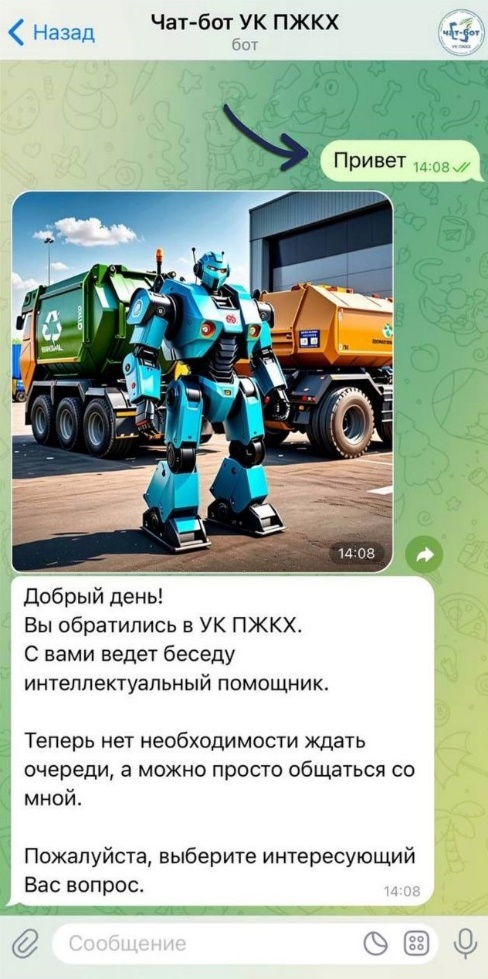 Назад
Чат-бот УК ПЖКХ
бот
чат-бот
Привет 14:08
14:08
Добрый день!
Вы обратились в УК ПЖКХ.
С вами ведет беседу
интеллектуальный помощник.
Теперь нет необходимости ждать
очереди, а можно просто общаться со
мной.
Пожалуйста, выберите интересующий
Вас вопрос.
14:08
Сообщение